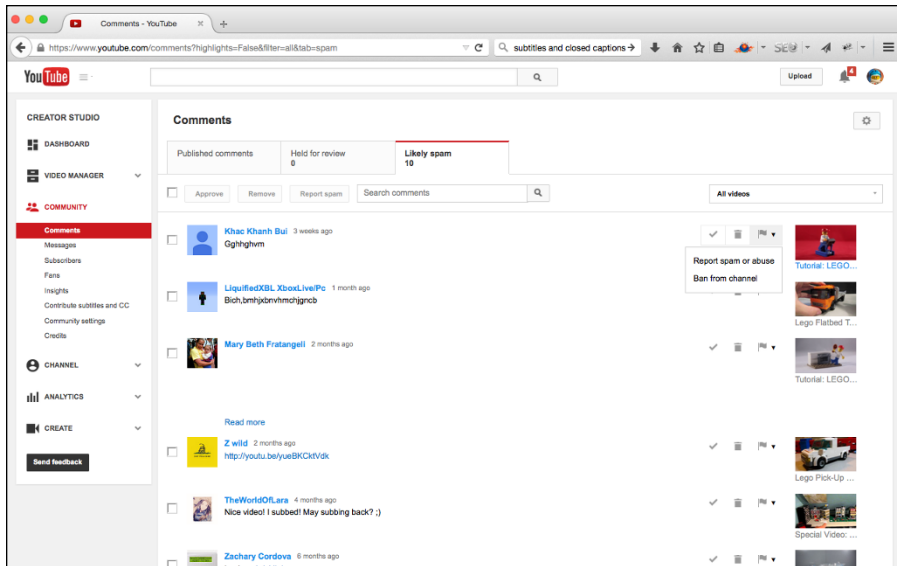 Comments - YouTube
https://www.youtube.com/comments?highlights=False&filter=all&tab=spam
subtitles and closed captions
YouTube
Upload
4
CREATOR STUDIO
DASHBOARD
VIDEO MANAGER
COMMUNITY
Comments
Messages
Subscribers
Fans
Insights
Contribute subtitles and CC
Community settings
Credits
CHANNEL
ANALYTICS
CREATE
Send feedback
Comments
Published comments
Held for review
0
Likely spam
10
Approve Remove Report spam Search comments All videos
Khac Khanh Bui 3 weeks ago
Gghhghvm
Report spam or abuse
Ban from channel
Tutorial: LEGO...
LiquifiedXBL XboxLive/Pc 1 month ago
Bich,bmhjxbnvhmchjgncb
Lego Flatbed T...
Mary Beth Fratangeli 2 months ago
Tutorial: LEGO...
Read more
Z wild 2 months ago
http://youtu.be/yueBKCktVdk
Lego Pick-Up ...
TheWorldOfLara 4 months ago
Nice video! I subbed! May subbing back? ;)
Special Video: ...
Zachary Cordova 6 months ago